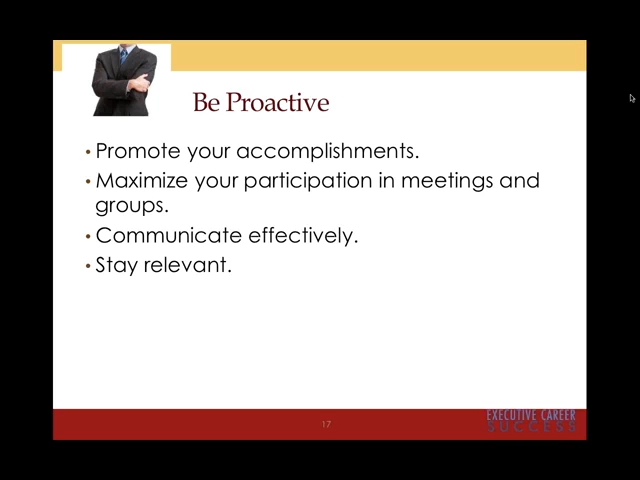 Be Proactive
• Promote your accomplishments.
• Maximize your participation in meetings and
groups.
• Communicate effectively.
• Stay relevant.
17
EXECUTIVE CAREER
SUCCESS